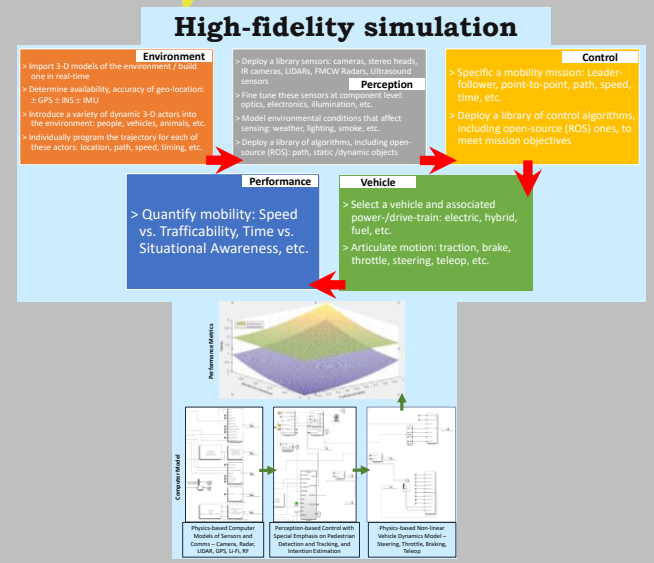 High-fidelity simulation
Environment
> Import 3-D models of the environment / build
one in real-time
> Determine availability, accuracy of geo-location:
± GPS ± INS ± IMU
> Introduce a variety of dynamic 3-D actors into
the environment: people, vehicles, animals, etc.
> Individually program the trajectory for each of
these actors: location, path, speed, timing, etc.
> Deploy a library sensors: cameras, stereo heads,
IR cameras, LIDARs, FMCW Radars, Ultrasound
sensors
Perception
> Fine tune these sensors at component level:
optics, electronics, illumination, etc.
> Model environmental conditions that affect
sensing: weather, lighting, smoke, etc.
> Deploy a library of algorithms, including open-
source (ROS): path, static /dynamic objects
Control
> Specific a mobility mission: Leader-
follower, point-to-point, path, speed,
time, etc.
> Deploy a library of control algorithms,
including open-source (ROS) ones, to
meet mission objectives
Performance
> Quantify mobility: Speed
vs. Trafficability, Time vs.
Situational Awareness, etc.
Vehicle
> Select a vehicle and associated
power-/drive-train: electric, hybrid,
fuel, etc.
> Articulate motion: traction, brake,
throttle, steering, teleop, etc.
Performance Metrics
Computer Model
Physics-based Computer
Models of Sensors and
Comms – Camera, Radar,
LIDAR, GPS, Li-Fi, RF
Perception-based Control with
Special Emphasis on Pedestrian
Detection and Tracking, and
Intention Estimation
Physics-based Non-linear
Vehicle Dynamics Model –
Steering, Throttle, Braking,
Teleop